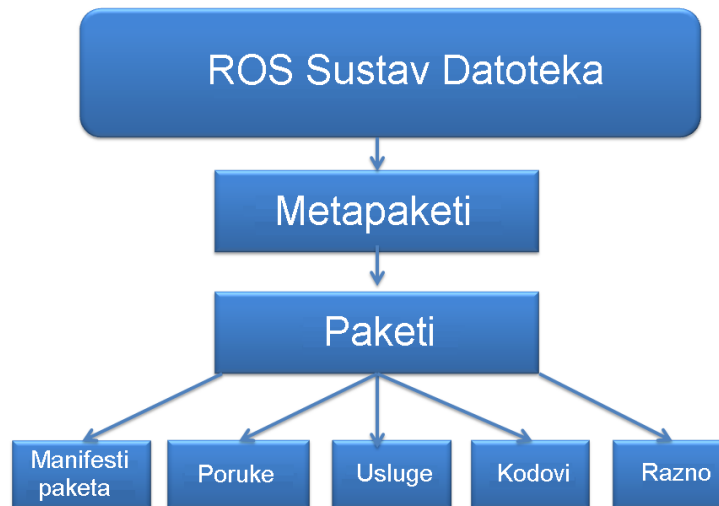 ROS Sustav Datoteka
Metapaketi
Paketi
Manifesti
paketa
Poruke
Usluge
Kodovi
Razno